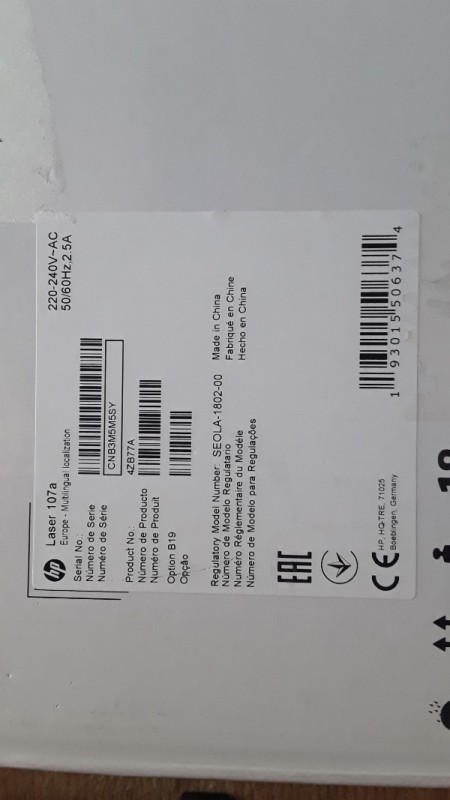 hp
Laser 107a
Europe - Multilingual localization
220-240V~AC
50/60Hz,2.5A
Serial No.:
Número de Serie
Numéro de Série
CNB3M5M5SY
Product No.:
Número de Producto
Numéro de Produit
4ZB77A
Option B19
Opção
Regulatory Model Number: SEOLA-1802-00
Número de Modelo Regulatario
Numéro Réglementaire du Modèle
Número de Modelo para Regulações
Made in China
Fabriqué en Chine
Hecho en China
EAC
CE
HP, HQ-TRE, 71025
Boeblingen, Germany
1 93015 50637 4